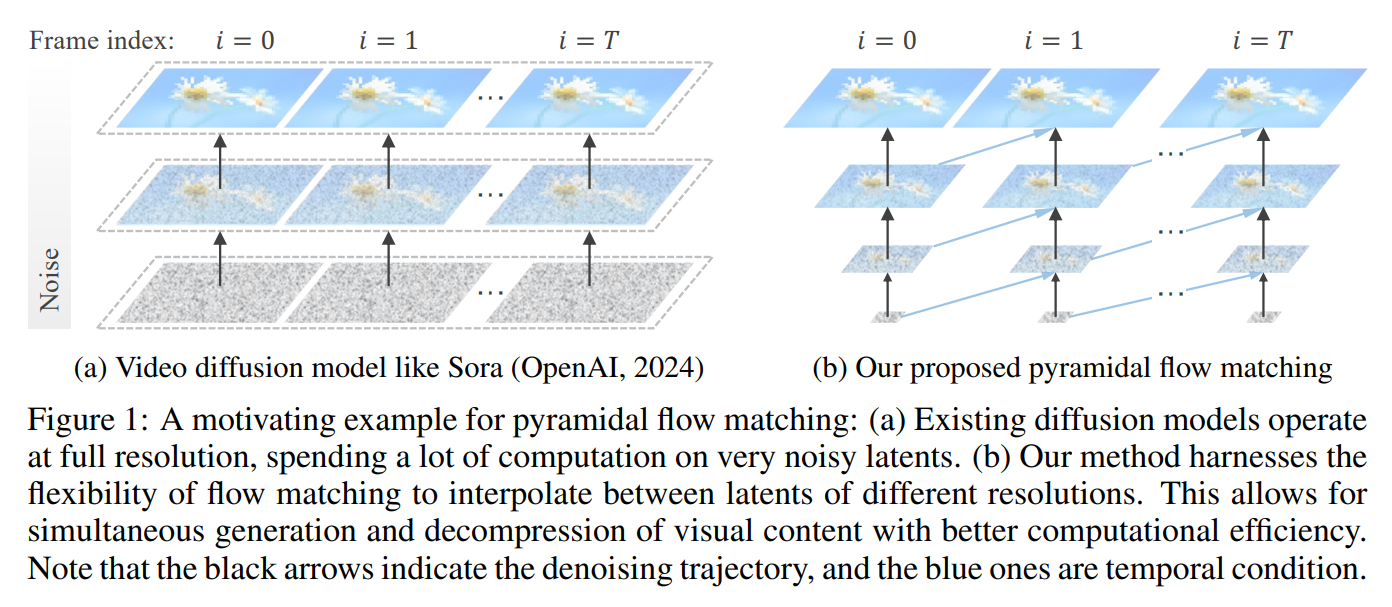 Frame index: i = 0 i = 1 i = T i = 0 i = 1 i = T
... ...
... ...
... ...
Noise
(a) Video diffusion model like Sora (OpenAI, 2024) (b) Our proposed pyramidal flow matching
Figure 1: A motivating example for pyramidal flow matching: (a) Existing diffusion models operate
at full resolution, spending a lot of computation on very noisy latents. (b) Our method harnesses the
flexibility of flow matching to interpolate between latents of different resolutions. This allows for
simultaneous generation and decompression of visual content with better computational efficiency.
Note that the black arrows indicate the denoising trajectory, and the blue ones are temporal condition.